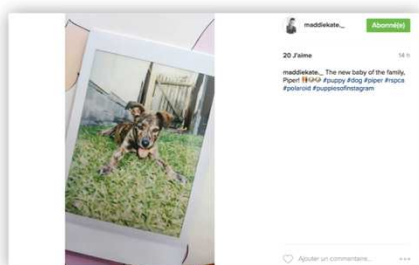 maddiekate._
Abonné(e)
20 J'aime
18 h
maddiekate._ The new baby of the family,
Piper! #puppy #dog #piper #rspca
#polaroid #puppiesofinstagram
Ajouter un commentaire...